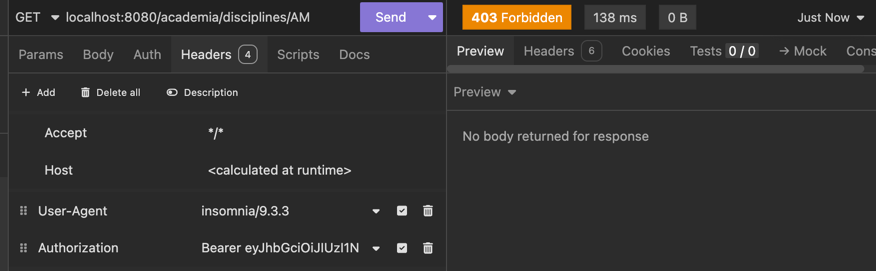 GET localhost:8080/academia/disciplines/AM Send
Params Body Auth Headers 4 Scripts Docs
Add Delete all Description
Accept */*
Host <calculated at runtime>
User-Agent insomnia/9.3.3
Authorization Bearer eyJhbGciOiJIUzI1N
403 Forbidden 138 ms 0 B Just Now
Preview Headers 6 Cookies Tests 0 / 0 → Mock Cons
Preview
No body returned for response